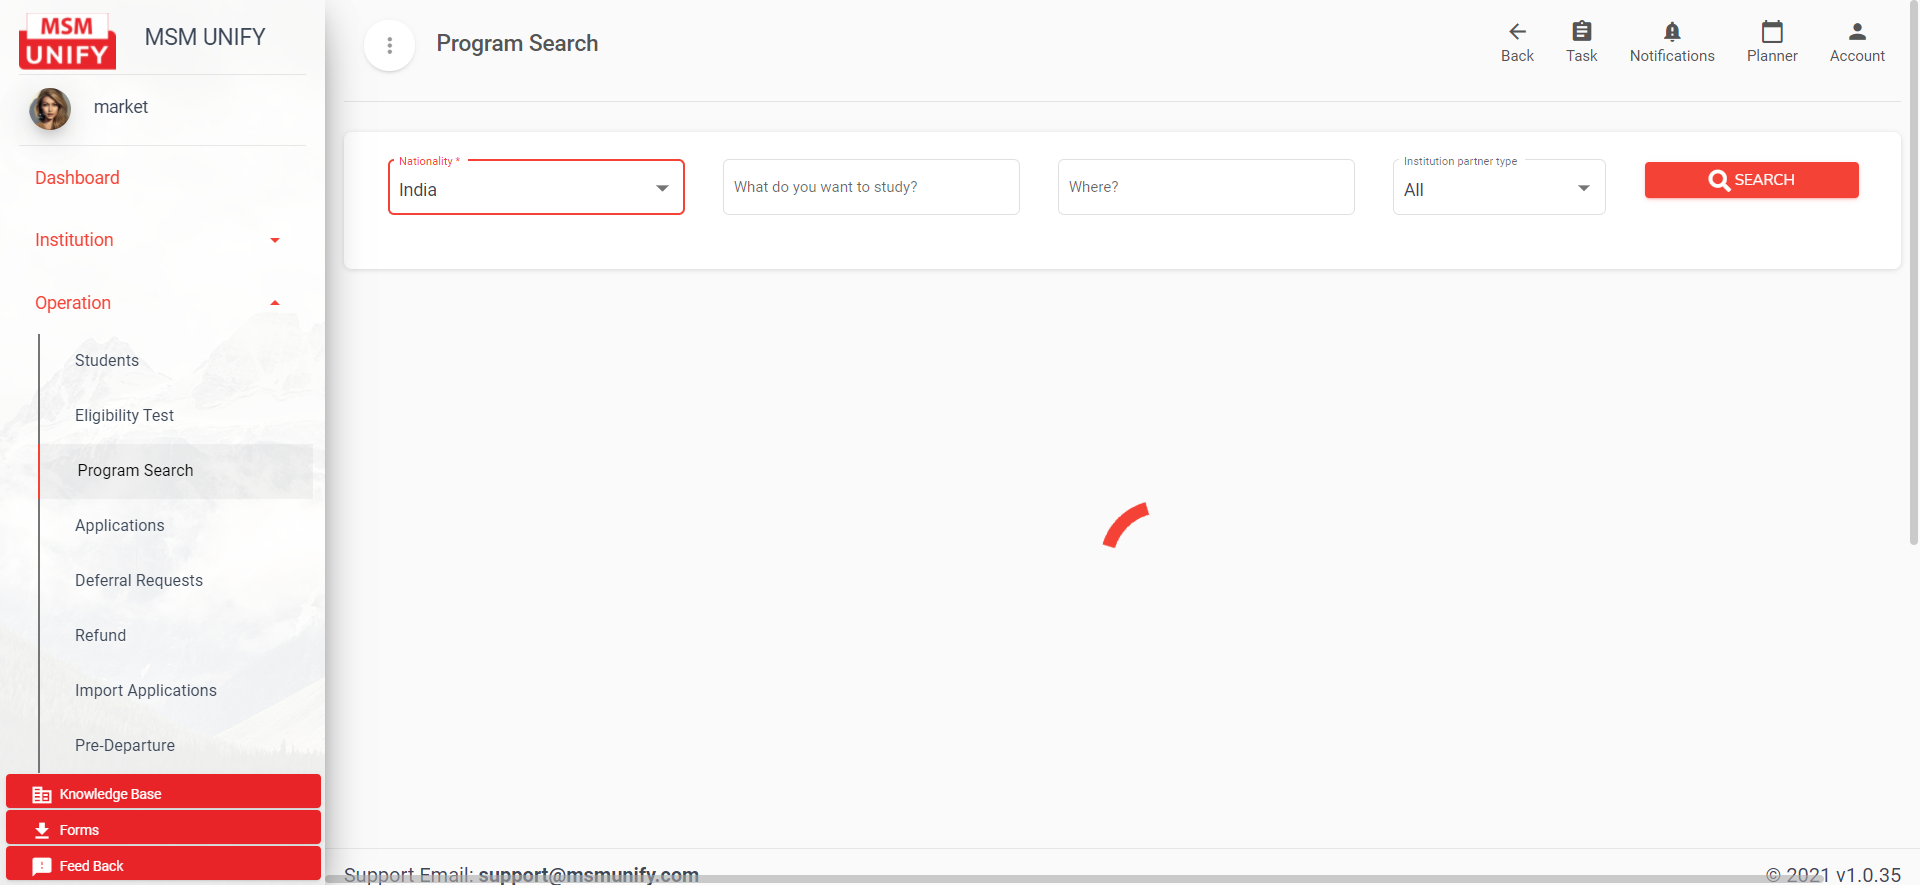 MSM
UNIFY
MSM UNIFY
market
Dashboard
Institution
Operation
Students
Eligibility Test
Program Search
Applications
Deferral Requests
Refund
Import Applications
Pre-Departure
Knowledge Base
Forms
Feed Back
Program Search
Back
Task
Notifications
Planner
Account
Nationality *
India
What do you want to study?
Where?
Institution partner type
All
SEARCH
Support Email: support@msmunify.com
© 2021 v1.0.35